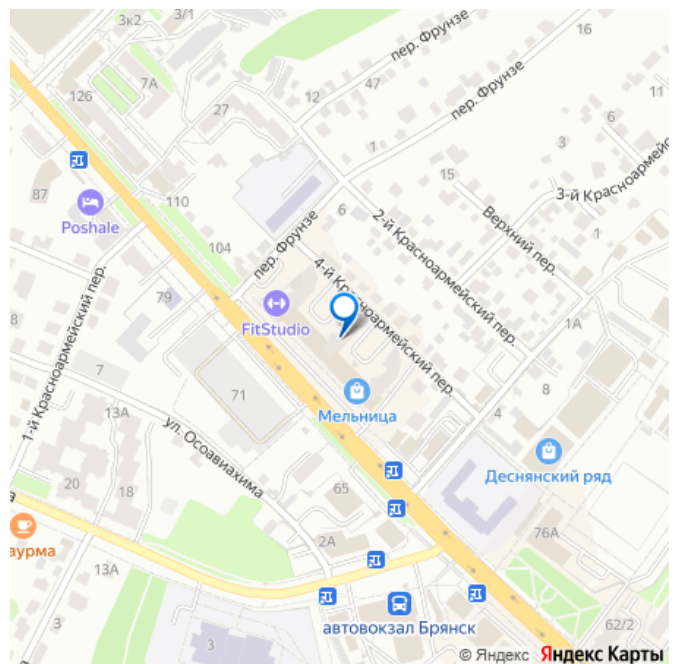 3к2
3/1
16
пер. Фрунзе
7А
47
126
12
пер. Фрунзе
11
27
6
1
3
3-й Красноармейс
15
87
110
Верхний пер.
Poshale
6
2-й Красноармейский пер.
1
104
пер. Фрунзе
4-й Красноармейский пер.
79
1-й Красноармейский пер.
FitStudio
1А
8
7
71
8
13А
Мельница
4
ул. Осоавиахима
Деснянский ряд
20
18
65
а
76А
2А
аурма
13А
3
автовокзал Брянск
62/2
3
© Яндекс Яндекс Карты